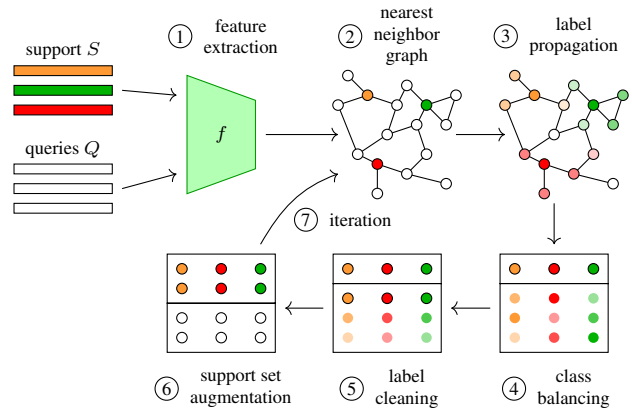 support S
queries Q
① feature
extraction
f
② nearest
neighbor
graph
③ label
propagation
⑦ iteration
⑥ support set
augmentation
⑤ label
cleaning
④ class
balancing